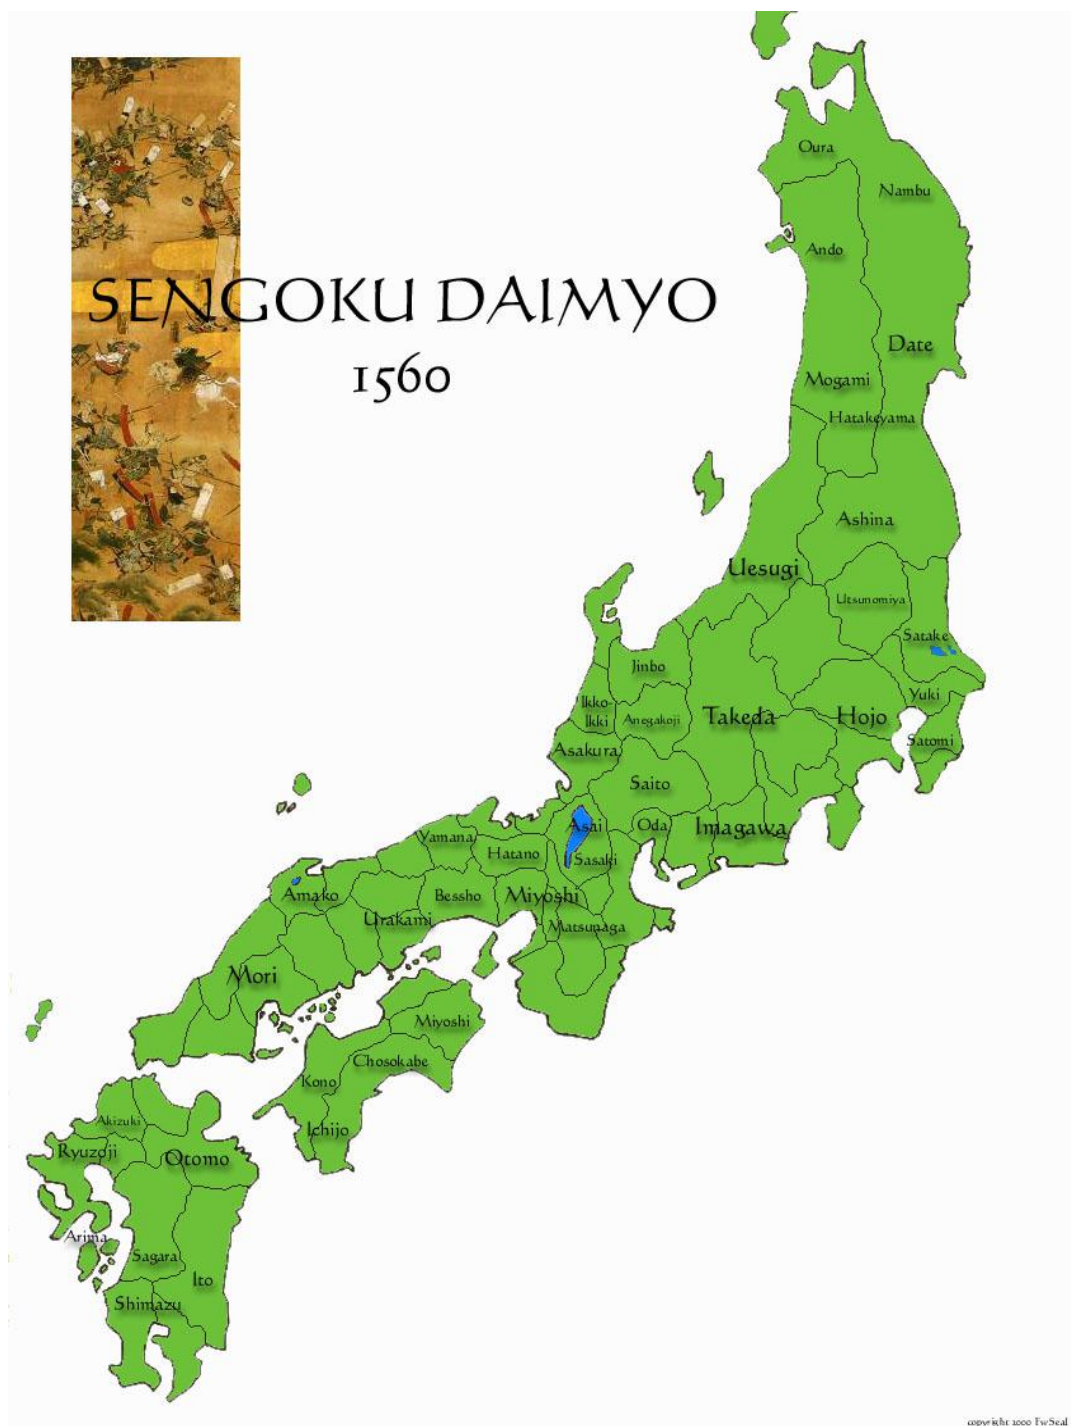 SENGOKU DAIMYO
1560
Oura
Nambu
Ando
Date
Mogami
Hatakeyama
Ashina
Uesugi
Utsunomiya
Satake
Jinbo
Yuki
Ikko-
Ikki
Anegakoji
Takeda
Hojo
Satomi
Asakura
Saito
Asai
Oda
Imagawa
Yamana
Hatano
Sasaki
Amako
Bessho
Miyoshi
Urakami
Matsunaga
Mori
Miyoshi
Chosokabe
Kono
Akizuki
Ichijo
Ryuzoji
Otomo
Arima
Sagara
Ito
Shimazu
copyright 2000 FwSeal